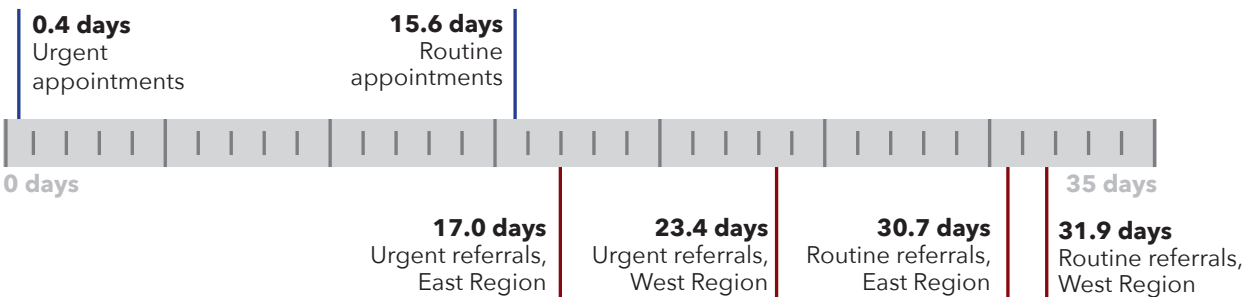 0.4 days
Urgent
appointments
15.6 days
Routine
appointments
0 days
35 days
17.0 days
Urgent referrals,
East Region
23.4 days
Urgent referrals,
West Region
30.7 days
Routine referrals,
East Region
31.9 days
Routine referrals,
West Region